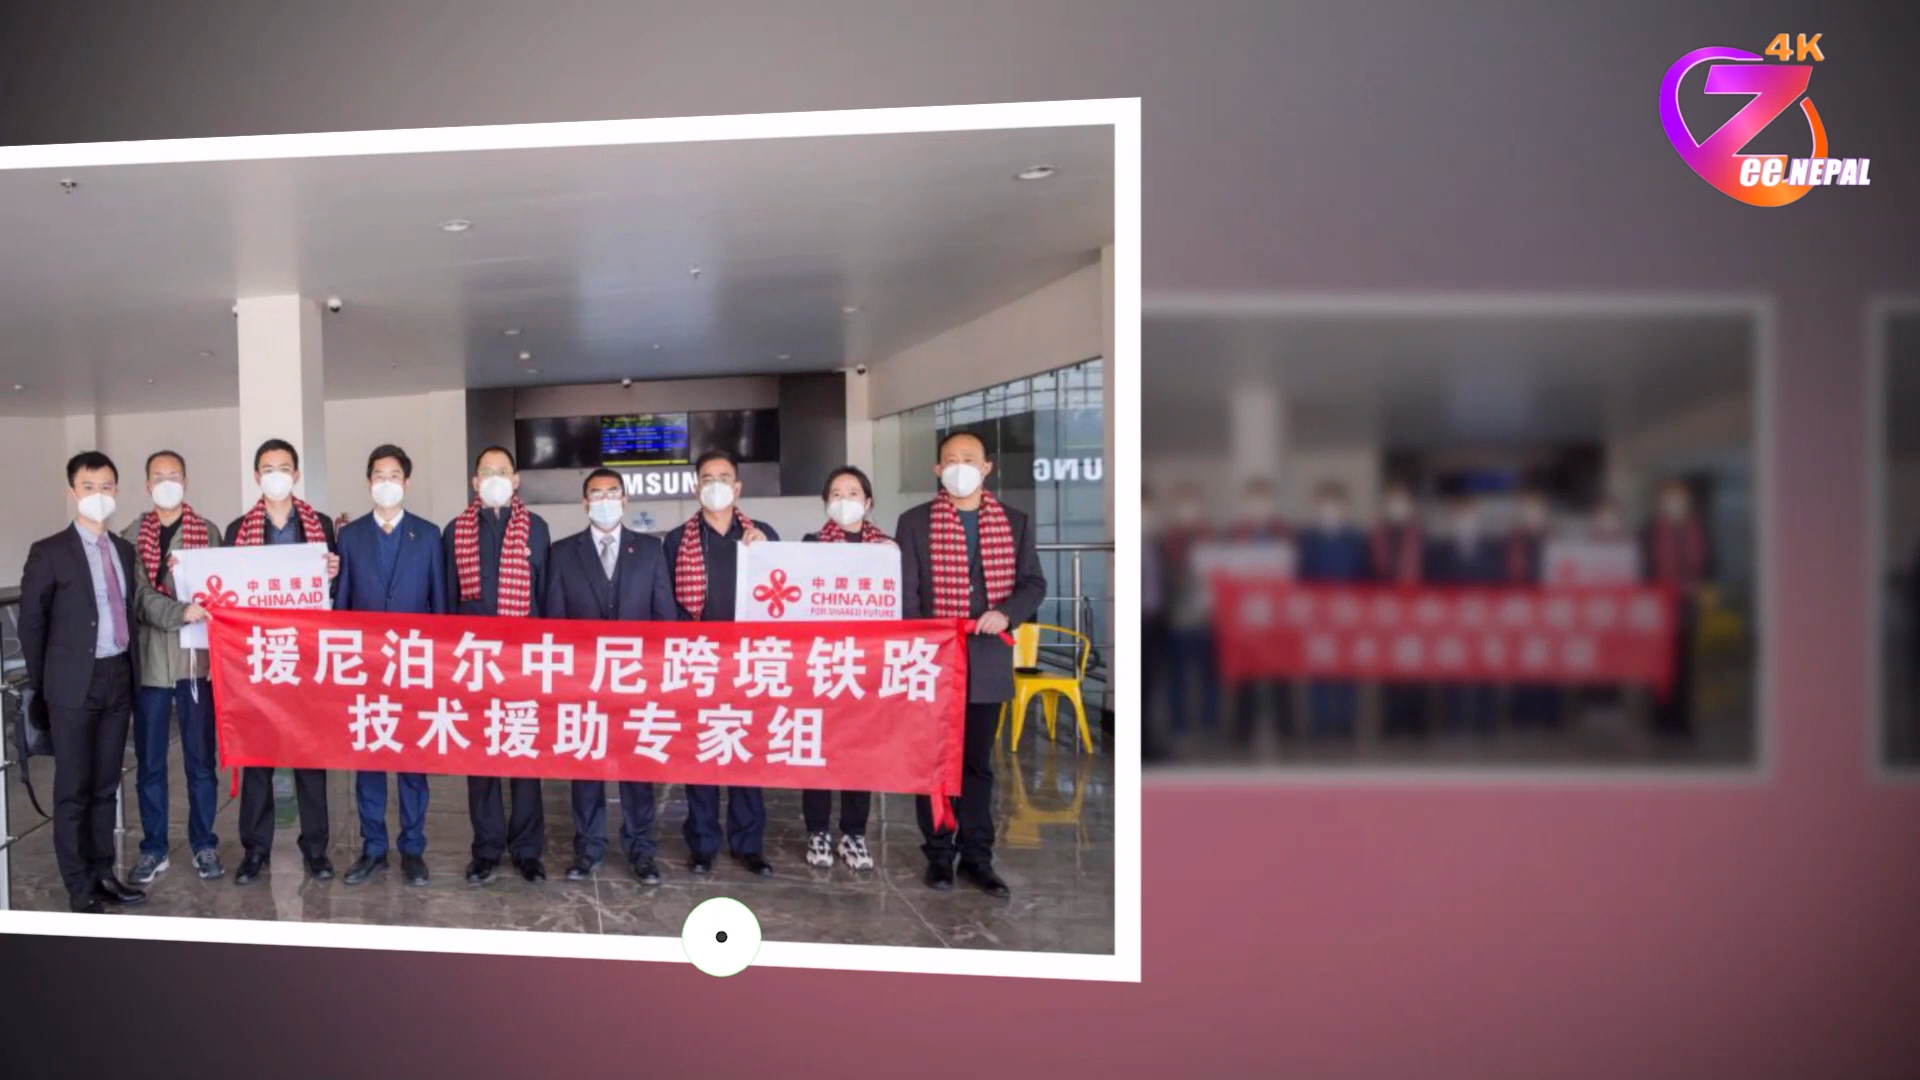 4K
Zee NEPAL
MSUN
UNG
中国援助
CHINA AID
中国援助
CHINA AID
FOR SHARED FUTURE
援尼泊尔中尼跨境铁路
技术援助专家组